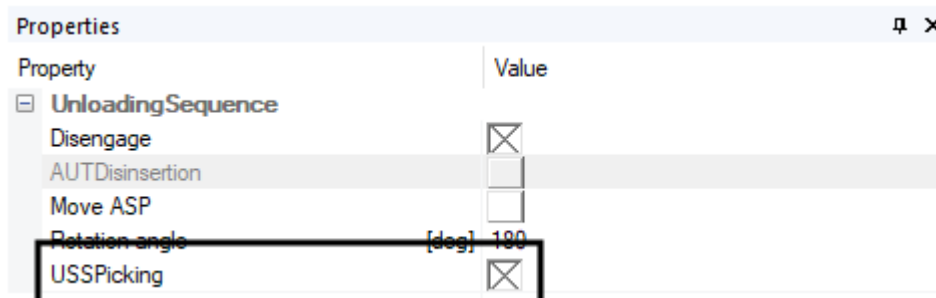 Properties
Property Value
UnloadingSequence
Disengage
AUTDisinsertion
Move ASP
Rotation angle [deg] 180
USSPicking